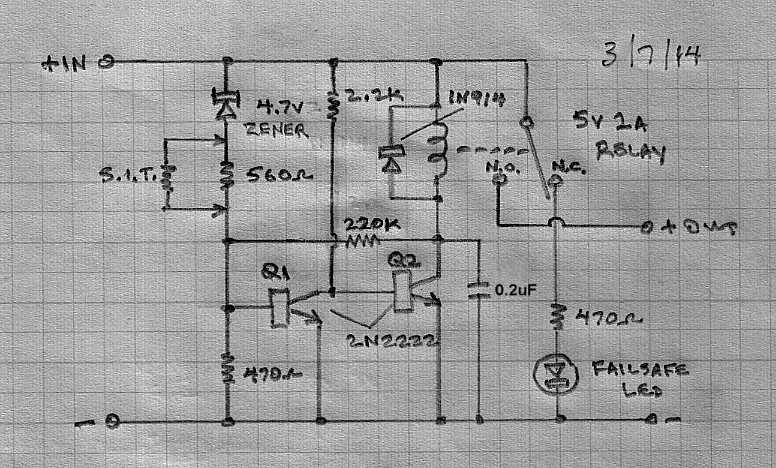 3/7/14
+IN
4.7V
ZENER
2.2K
1N914
5V 1A
RELAY
S.I.T.
560Ω
N.O.
N.C.
220K
+ OUT
Q1
Q2
0.2uF
2N2222
470Ω
470Ω
FAILSAFE
LED
-
-